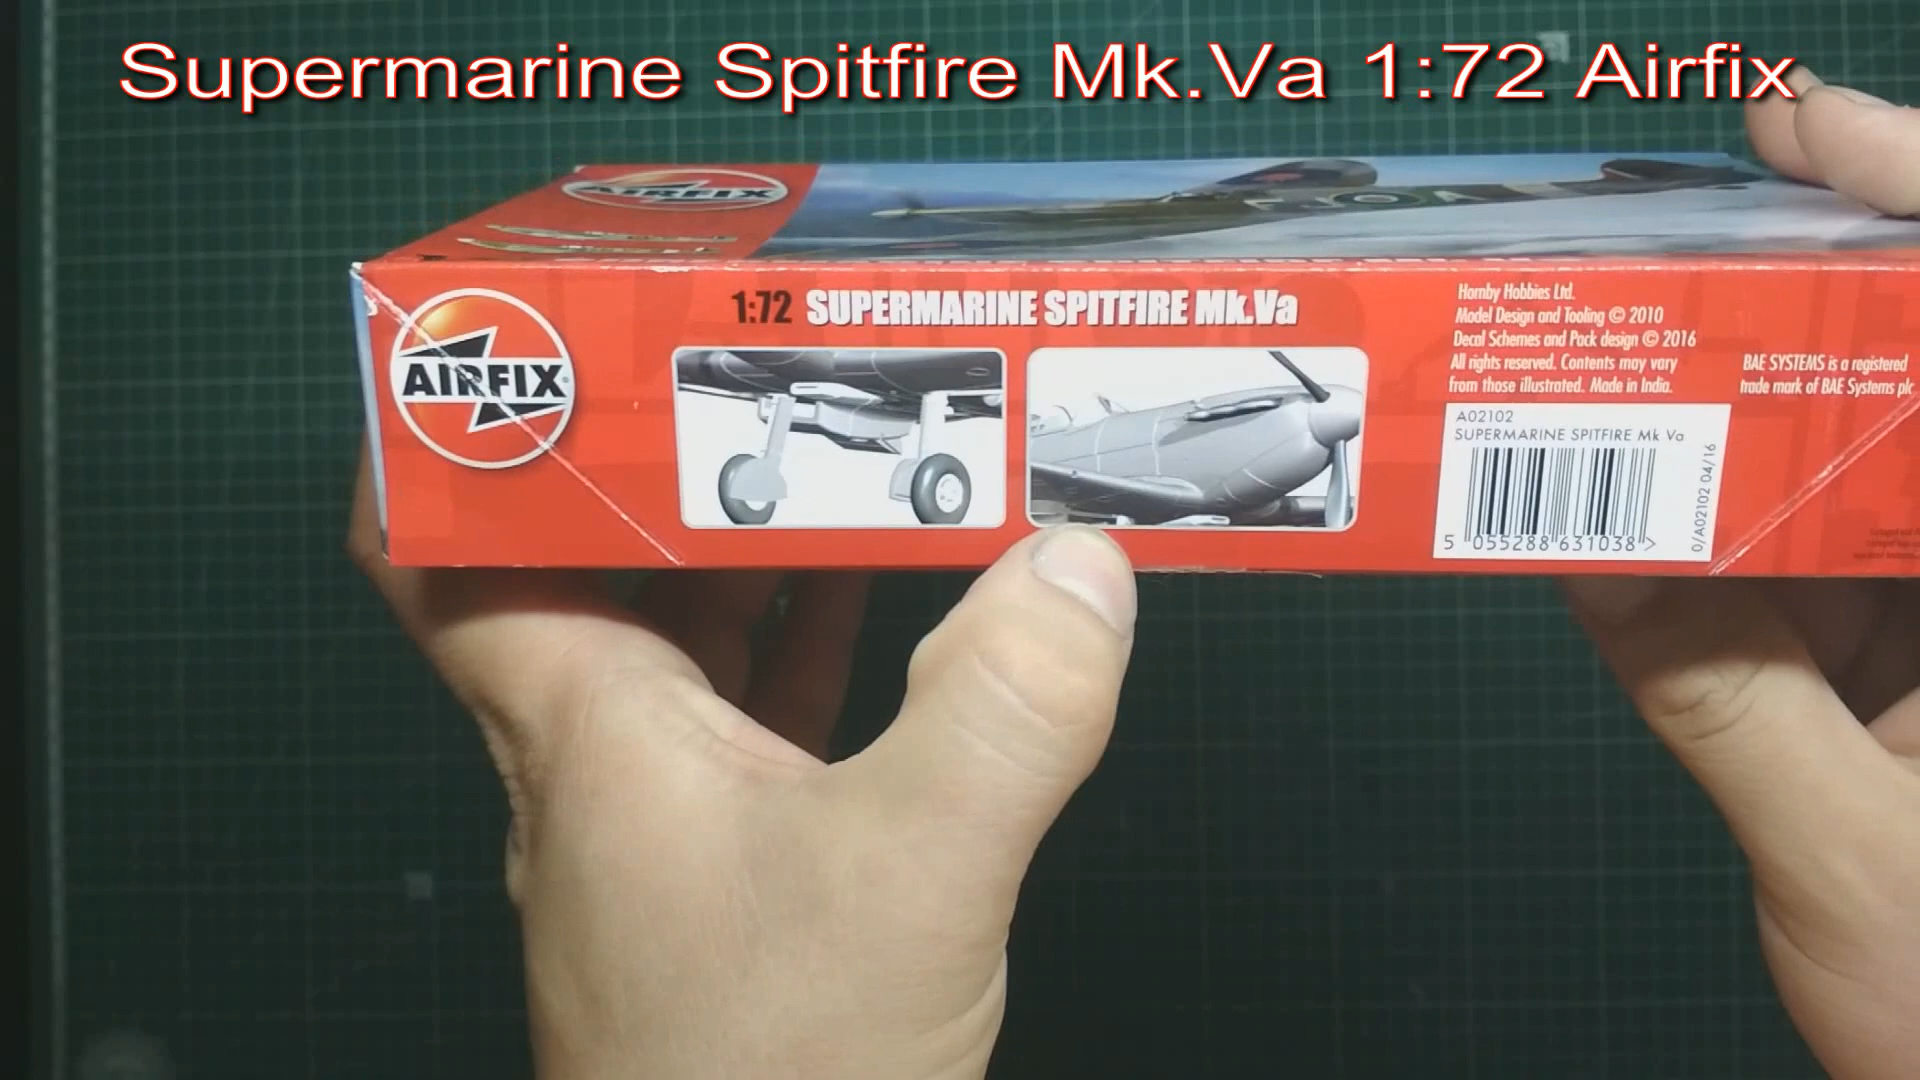 Supermarine Spitfire Mk.Va 1:72 Airfix
AIRFIX
1:72 SUPERMARINE SPITFIRE Mk.Va
AIRFIX
Hornby Hobbies Ltd.
Model Design and Tooling © 2010
Decal Schemes and Pack design © 2016
All rights reserved. Contents may vary
from those illustrated. Made in India.
BAE SYSTEMS is a registered
trade mark of BAE Systems plc
A02102
SUPERMARINE SPITFIRE Mk Va
5 055288 631038 >
0/A02102 04/16